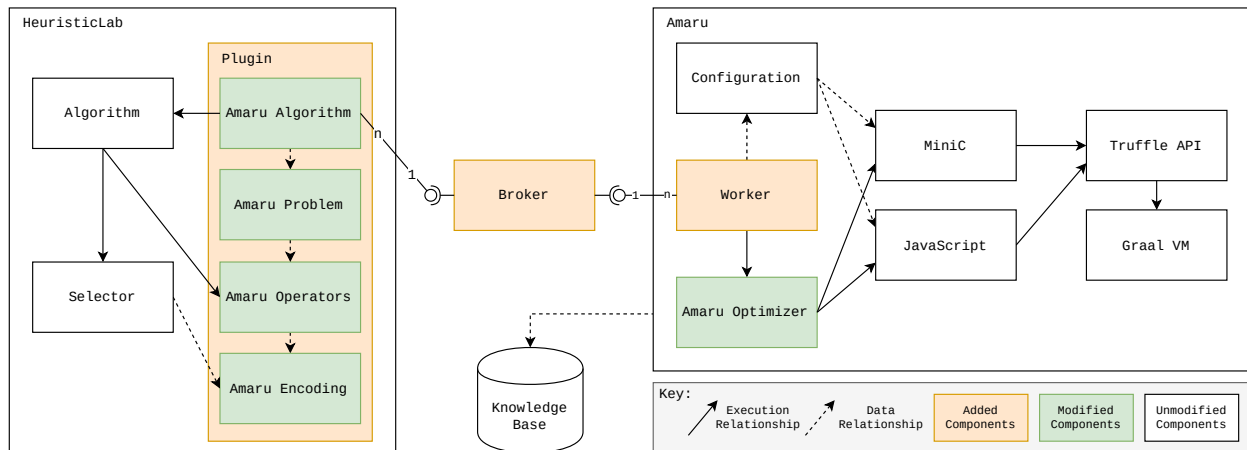 HeuristicLab
Plugin
Algorithm
Amaru Algorithm
Amaru Problem
Selector
Amaru Operators
Amaru Encoding
n
1
Broker
1
n
Knowledge
Base
Amaru
Configuration
Worker
Amaru Optimizer
MiniC
JavaScript
Truffle API
Graal VM
Key:
Execution
Relationship
Data
Relationship
Added
Components
Modified
Components
Unmodified
Components